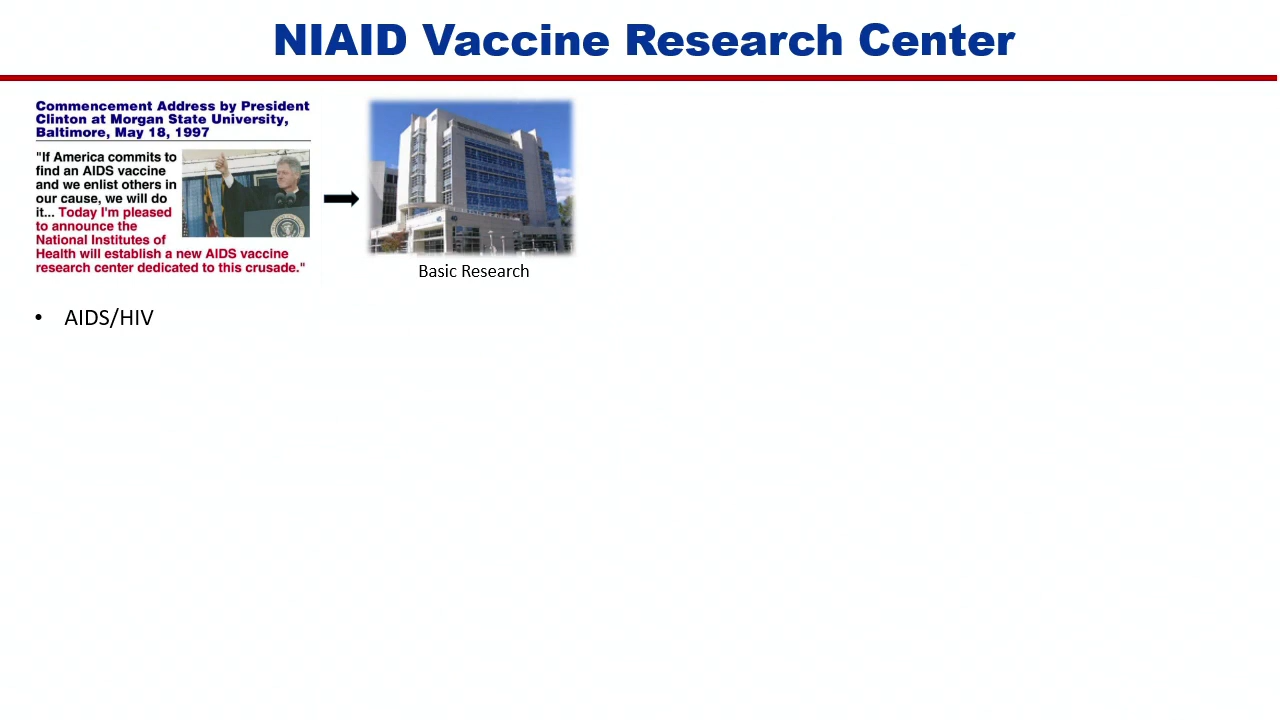 NIAID Vaccine Research Center
Commencement Address by President
Clinton at Morgan State University,
Baltimore, May 18, 1997
"If America commits to
find an AIDS vaccine
and we enlist others in
our cause, we will do
it... Today I'm pleased
to announce the
National Institutes of
Health will establish a new AIDS vaccine
research center dedicated to this crusade."
Basic Research
• AIDS/HIV